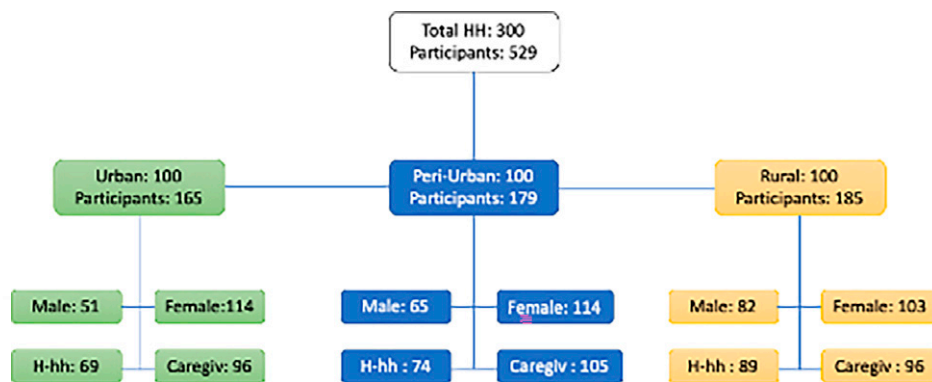 Total HH: 300
Participants: 529
Urban: 100
Participants: 165
Peri-Urban: 100
Participants: 179
Rural: 100
Participants: 185
Male: 51
Female:114
Male: 65
Female: 114
Male: 82
Female: 103
H-hh: 69
Caregiv: 96
H-hh : 74
Caregiv : 105
H-hh : 89
Caregiv: 96